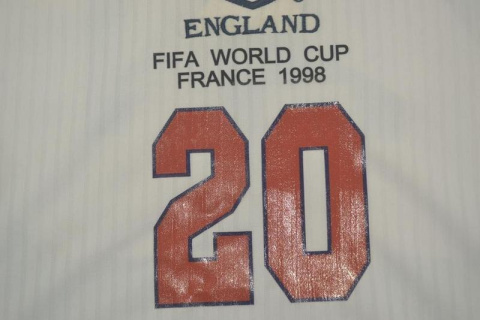 ENGLAND
FIFA WORLD CUP
FRANCE 1998
20